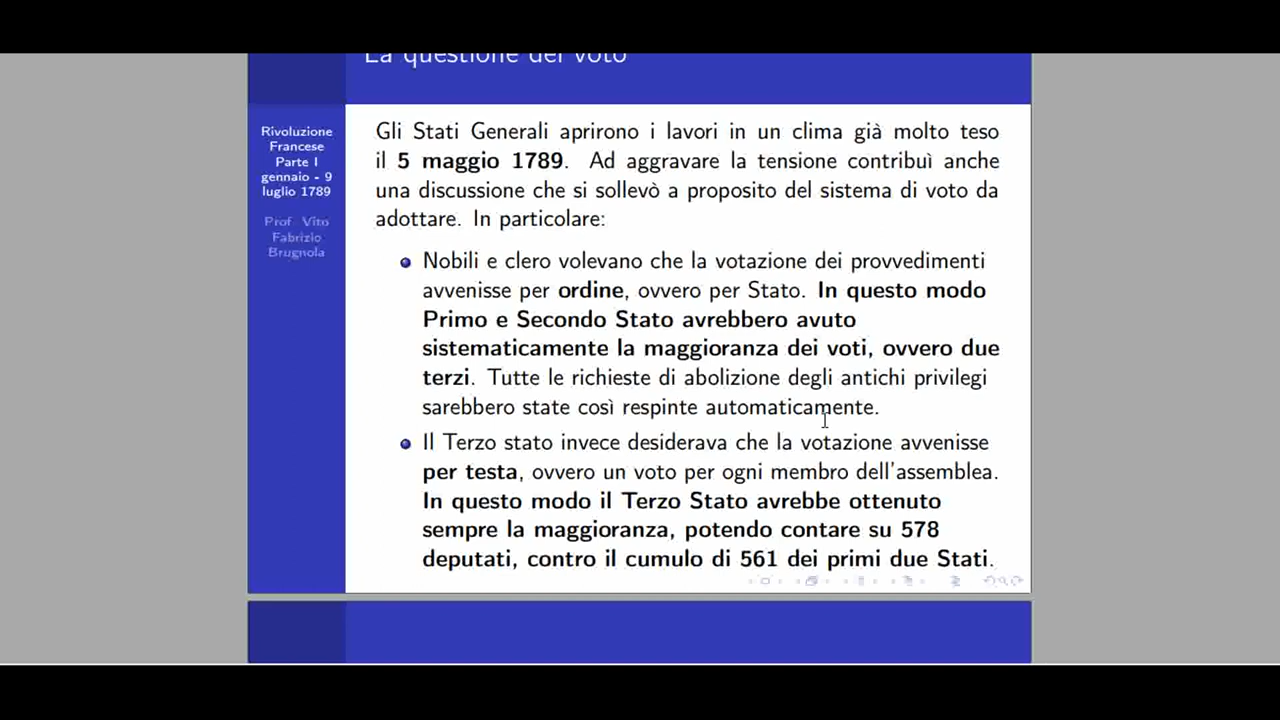 La questione del voto
Rivoluzione
Francese
Parte I
gennaio - 9
luglio 1789
Prof Vito
Fabrizio
Brugnola
Gli Stati Generali aprirono i lavori in un clima già molto teso
il 5 maggio 1789. Ad aggravare la tensione contribuì anche
una discussione che si sollevò a proposito del sistema di voto da
adottare. In particolare:
Nobili e clero volevano che la votazione dei provvedimenti
avvenisse per ordine, ovvero per Stato. In questo modo
Primo e Secondo Stato avrebbero avuto
sistematicamente la maggioranza dei voti, ovvero due
terzi. Tutte le richieste di abolizione degli antichi privilegi
sarebbero state così respinte automaticamente.
Il Terzo stato invece desiderava che la votazione avvenisse
per testa, ovvero un voto per ogni membro dell'assemblea.
In questo modo il Terzo Stato avrebbe ottenuto
sempre la maggioranza, potendo contare su 578
deputati, contro il cumulo di 561 dei primi due Stati.